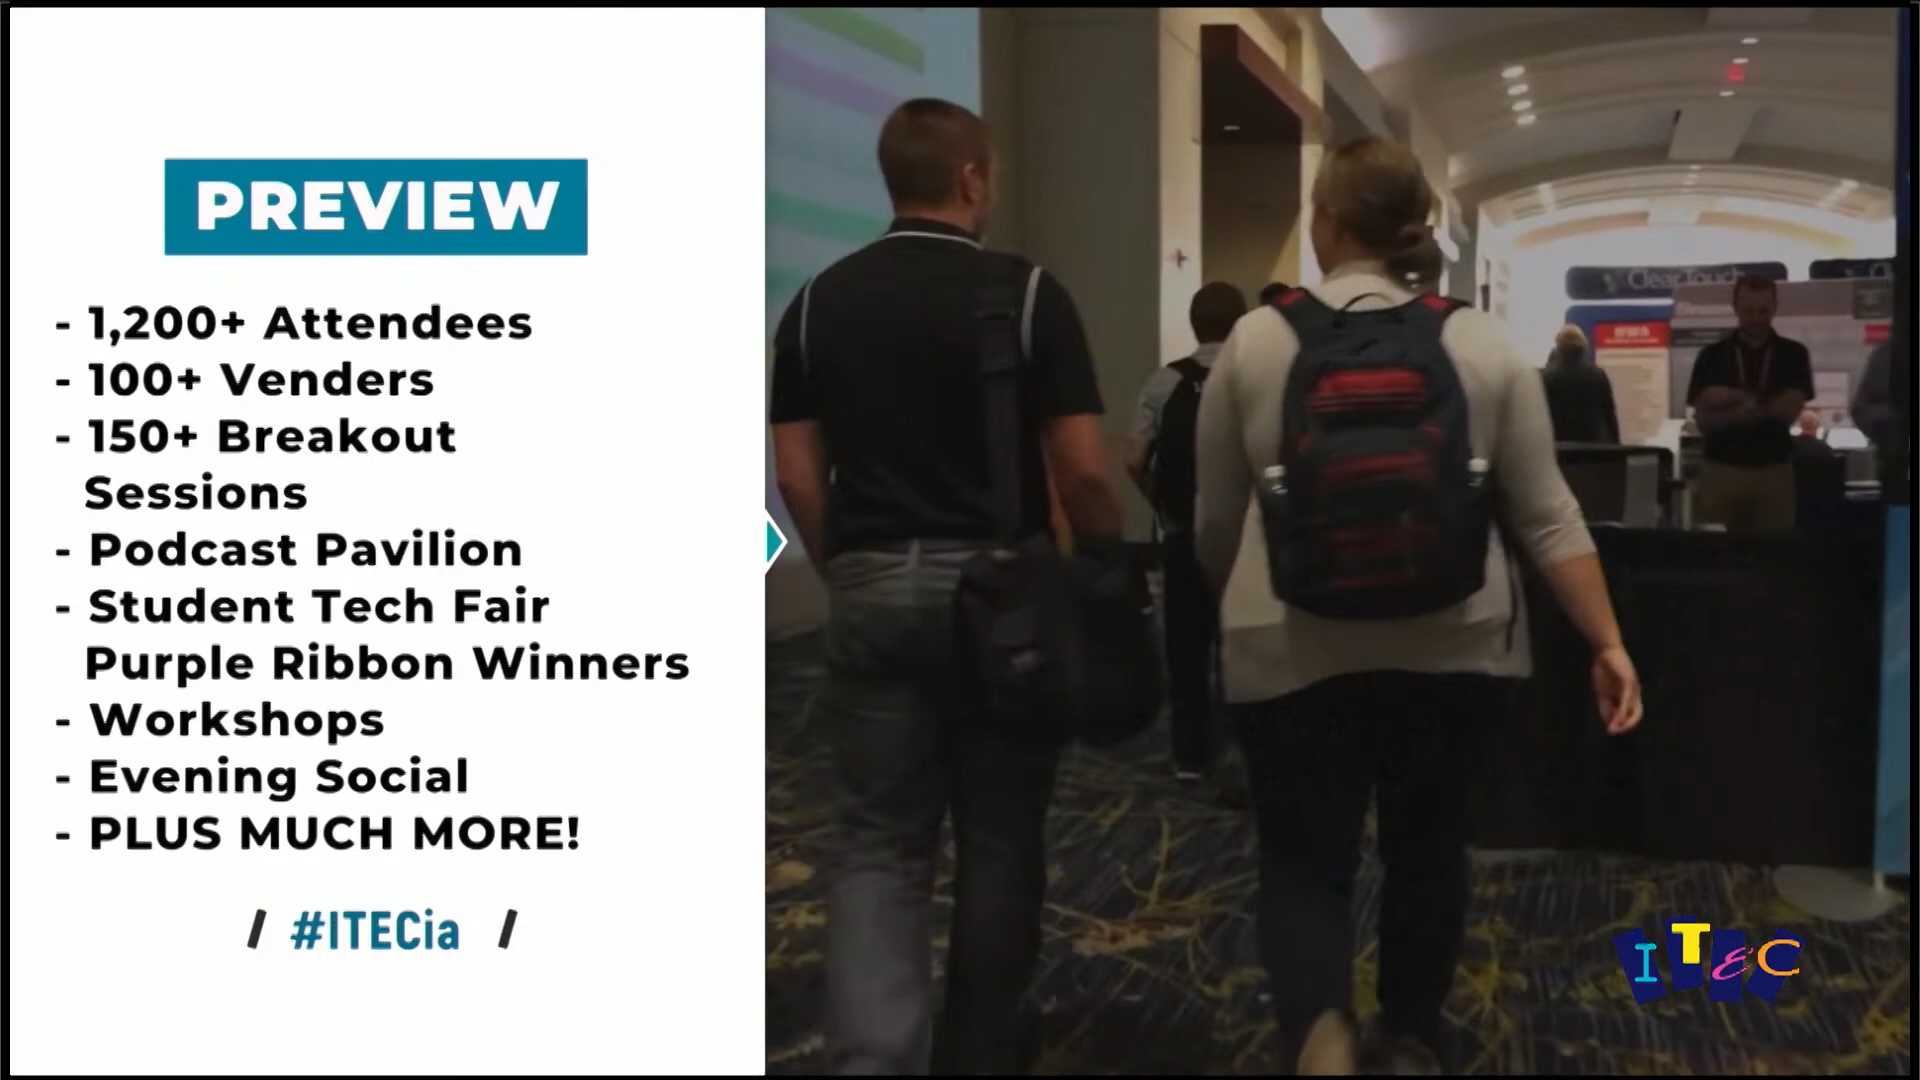 PREVIEW
- 1,200+ Attendees
- 100+ Venders
- 150+ Breakout
Sessions
- Podcast Pavilion
- Student Tech Fair
Purple Ribbon Winners
- Workshops
- Evening Social
- PLUS MUCH MORE!
/ #ITECia /
ClearTouch
ITEC